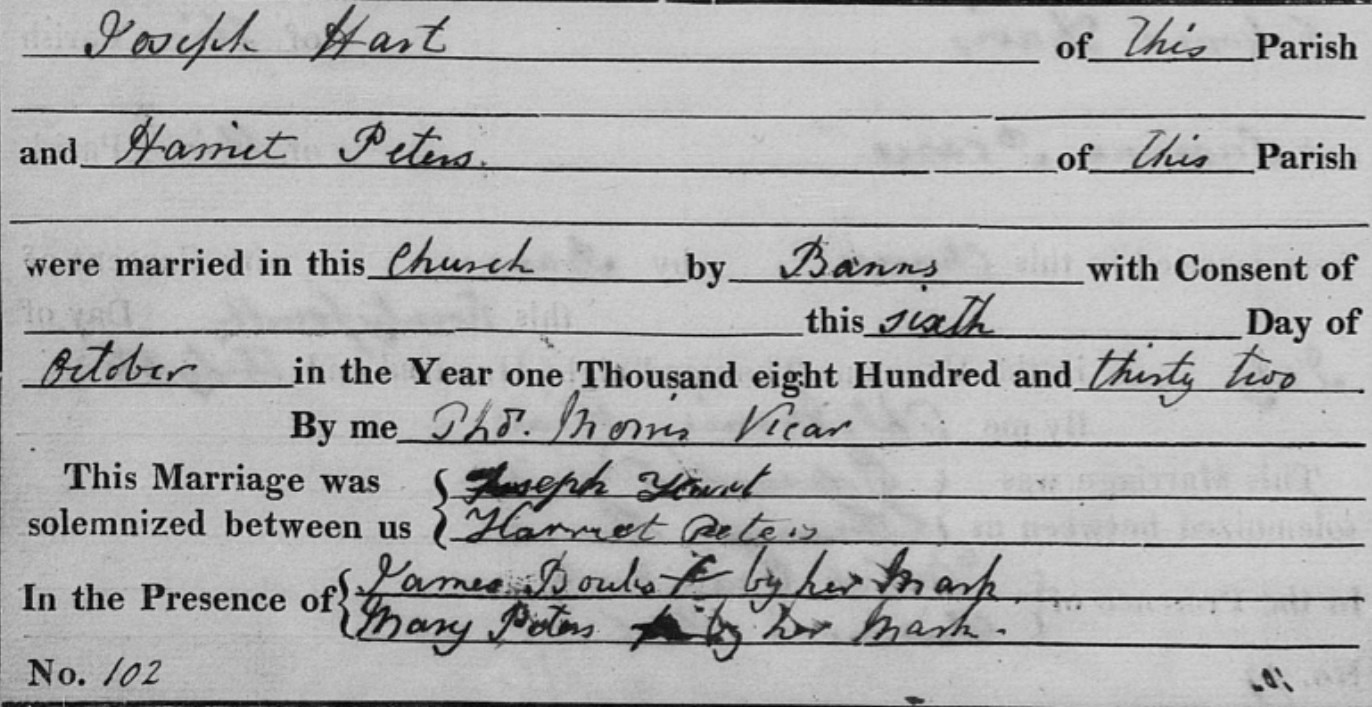 Joseph Hart of This Parish
and Harriet Peters. of This Parish
were married in this Church by Banns with Consent of
this sixth Day of
October in the Year one Thousand eight Hundred and thirty two
By me Thos. Morris Vicar
This Marriage was Joseph
solemnized between us Harriet Peters
In the Presence of James by her Mark
Mary Peters by her Mark.
No. 102